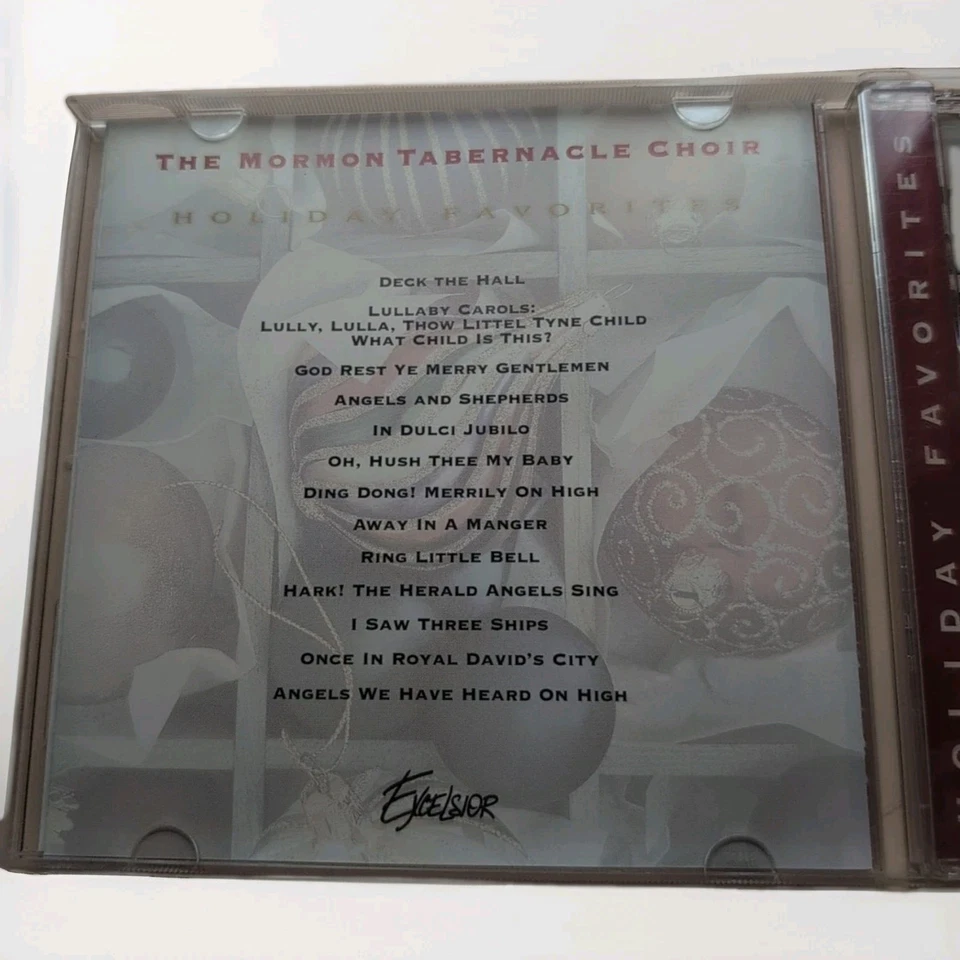 THE MORMON TABERNACLE CHOIR
HOLIDAY FAVORITES
DECK THE HALL
LULLABY CAROLS:
LULLY, LULLA, THOW LITTEL TYNE CHILD
WHAT CHILD IS THIS?
GOD REST YE MERRY GENTLEMEN
ANGELS AND SHEPHERDS
IN DULCI JUBILO
OH, HUSH THEE MY BABY
DING DONG! MERRILY ON HIGH
AWAY IN A MANGER
RING LITTLE BELL
HARK! THE HERALD ANGELS SING
I SAW THREE SHIPS
ONCE IN ROYAL DAVID'S CITY
ANGELS WE HAVE HEARD ON HIGH
EXCELSIOR
HOLIDAY FAVORITES